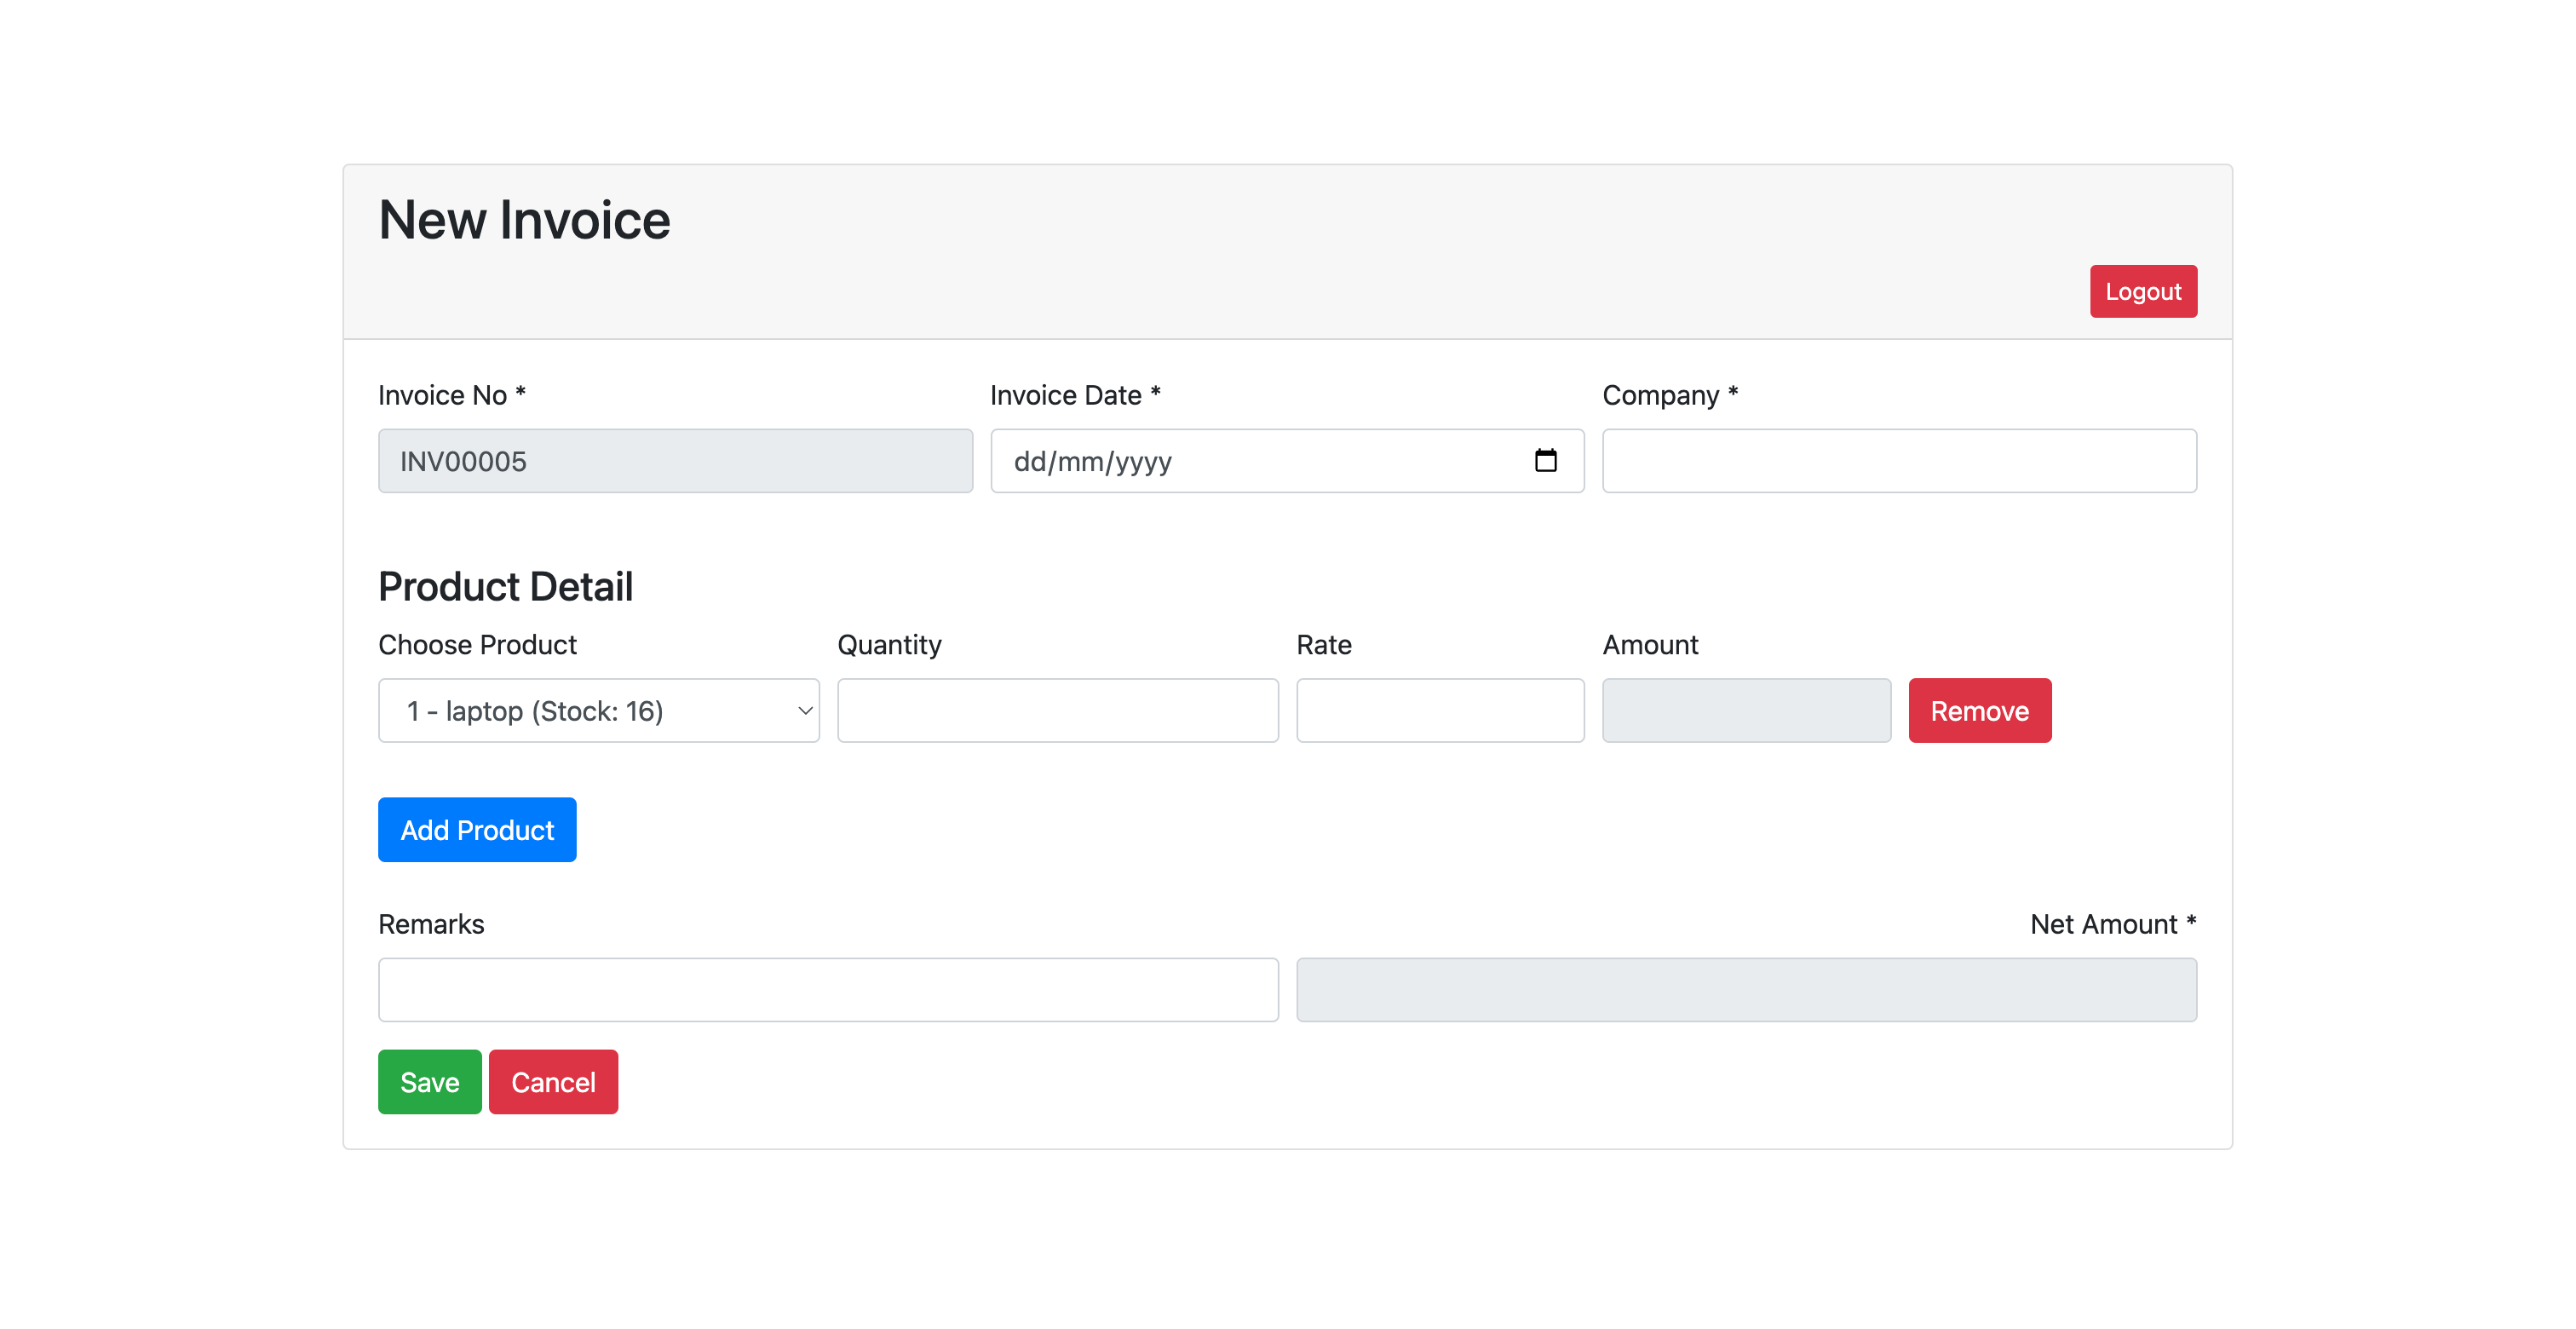 New Invoice
Logout
Invoice No * Invoice Date * Company *
INV00005 dd/mm/yyyy
Product Detail
Choose Product Quantity Rate Amount
1 - laptop (Stock: 16) Remove
Add Product
Remarks Net Amount *
Save Cancel